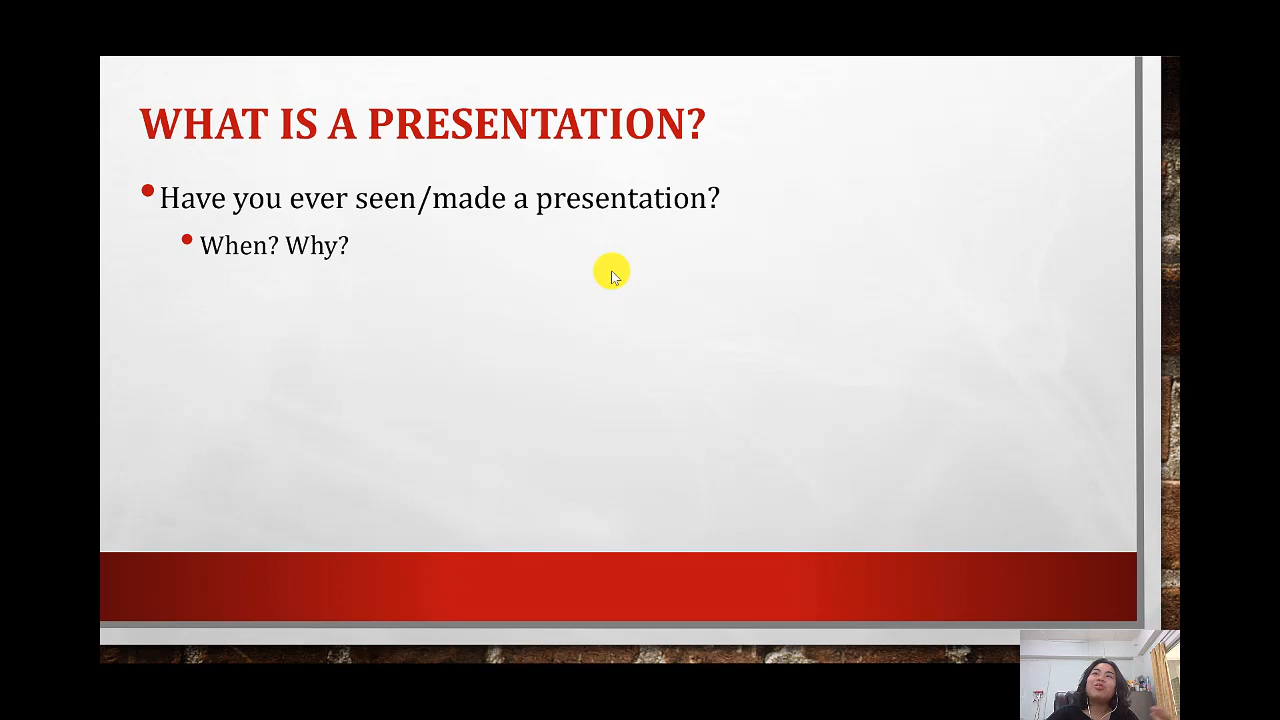 WHAT IS A PRESENTATION?
Have you ever seen/made a presentation?
When? Why?